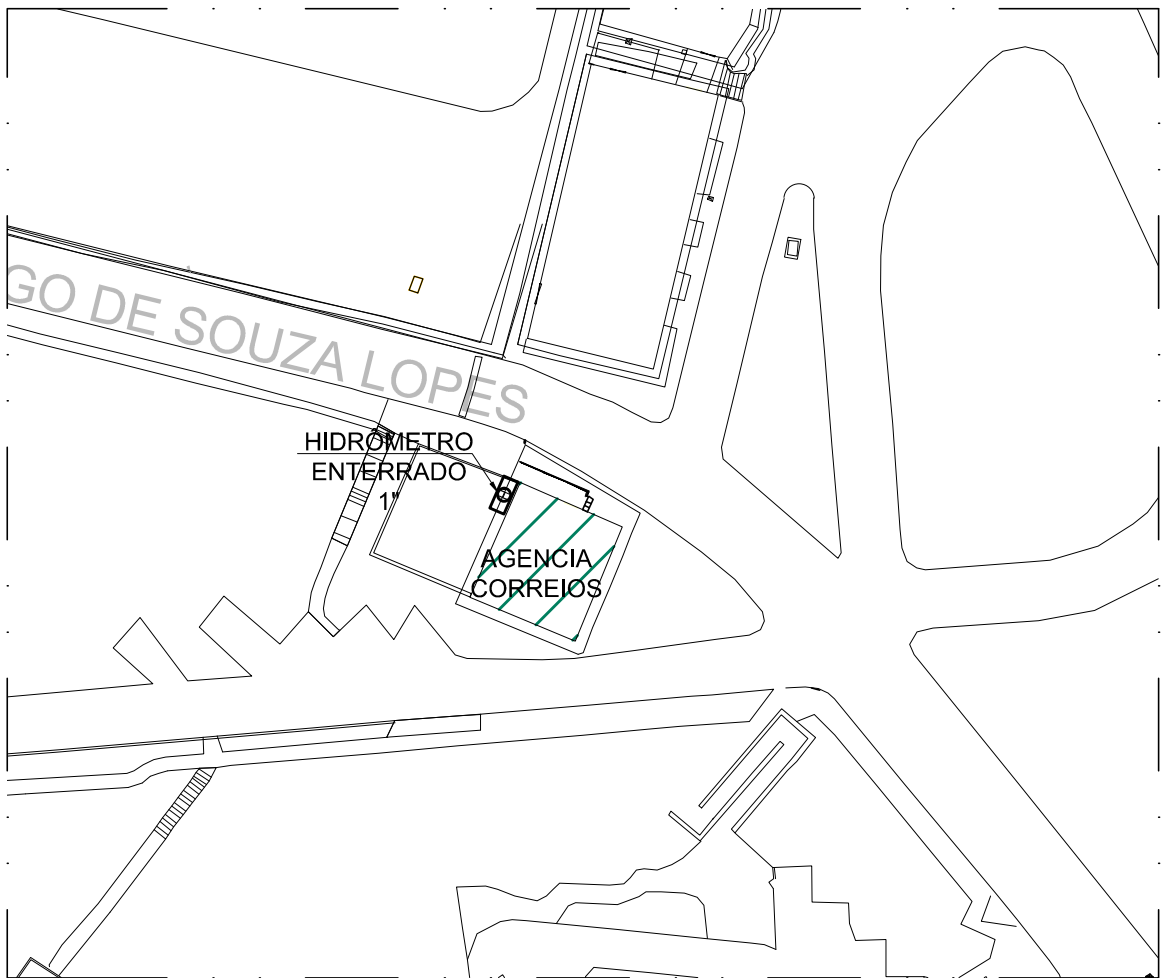 GO DE SOUZA LOPES
HIDRÔMETRO
ENTERRADO
1"
AGENCIA
CORREIOS